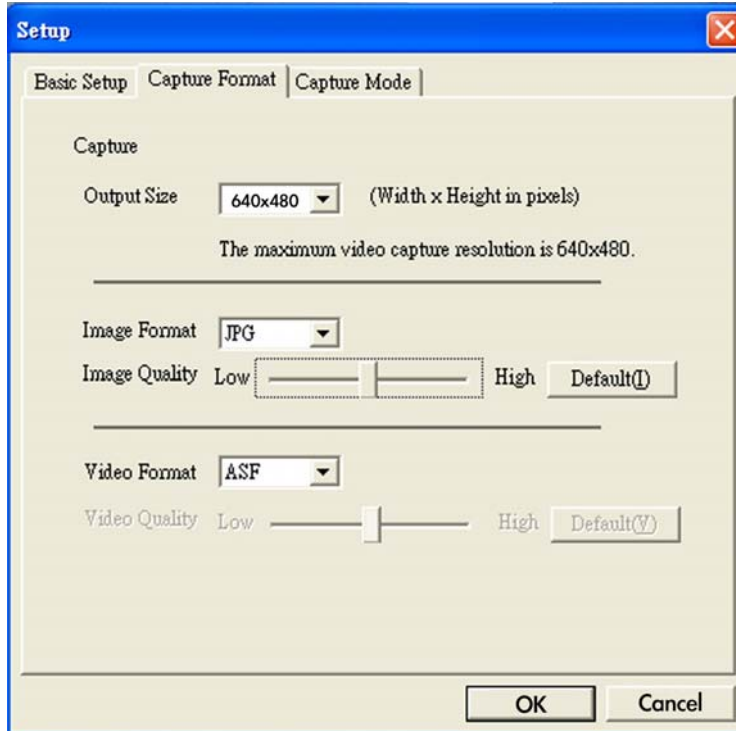 Setup
Basic Setup Capture Format Capture Mode
Capture
Output Size 640x480 (Width x Height in pixels)
The maximum video capture resolution is 640x480.
Image Format JPG
Image Quality Low High Default(I)
Video Format ASF
Video Quality Low High Default(V)
OK Cancel